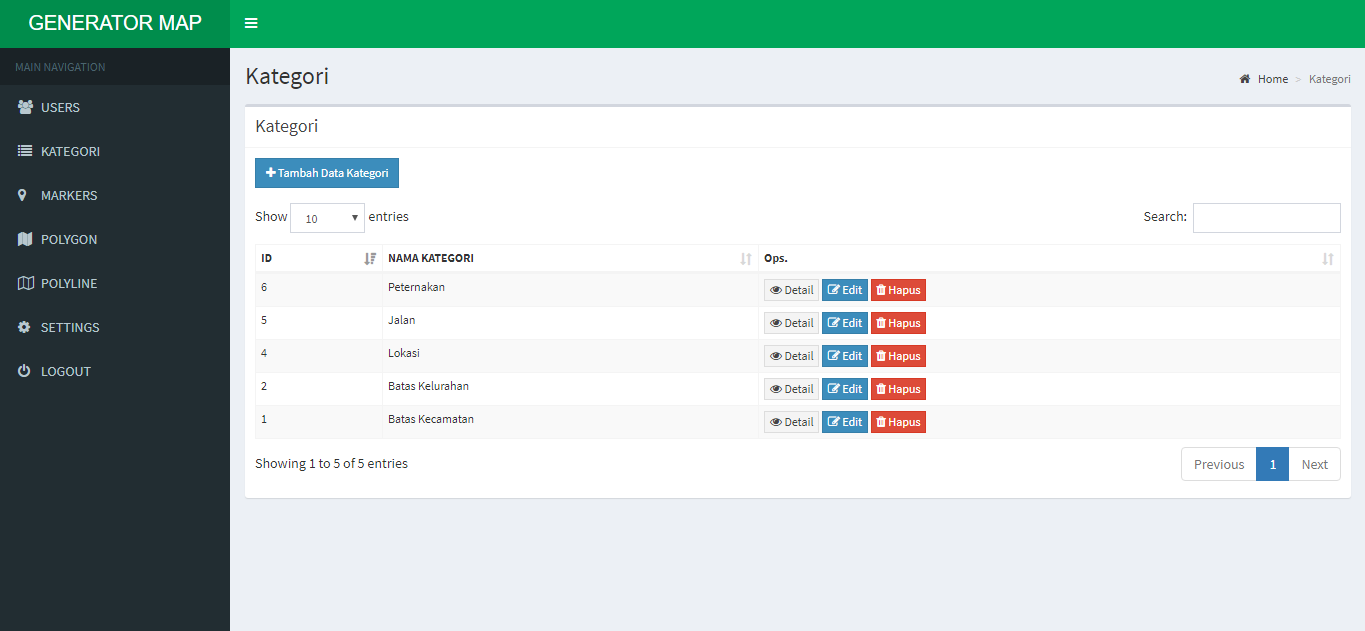 GENERATOR MAP
MAIN NAVIGATION
USERS
KATEGORI
MARKERS
POLYGON
POLYLINE
SETTINGS
LOGOUT
Kategori
Home > Kategori
Kategori
Tambah Data Kategori
Show 10 entries
Search:
ID NAMA KATEGORI Ops.
6 Peternakan Detail Edit Hapus
5 Jalan Detail Edit Hapus
4 Lokasi Detail Edit Hapus
2 Batas Kelurahan Detail Edit Hapus
1 Batas Kecamatan Detail Edit Hapus
Showing 1 to 5 of 5 entries
Previous 1 Next